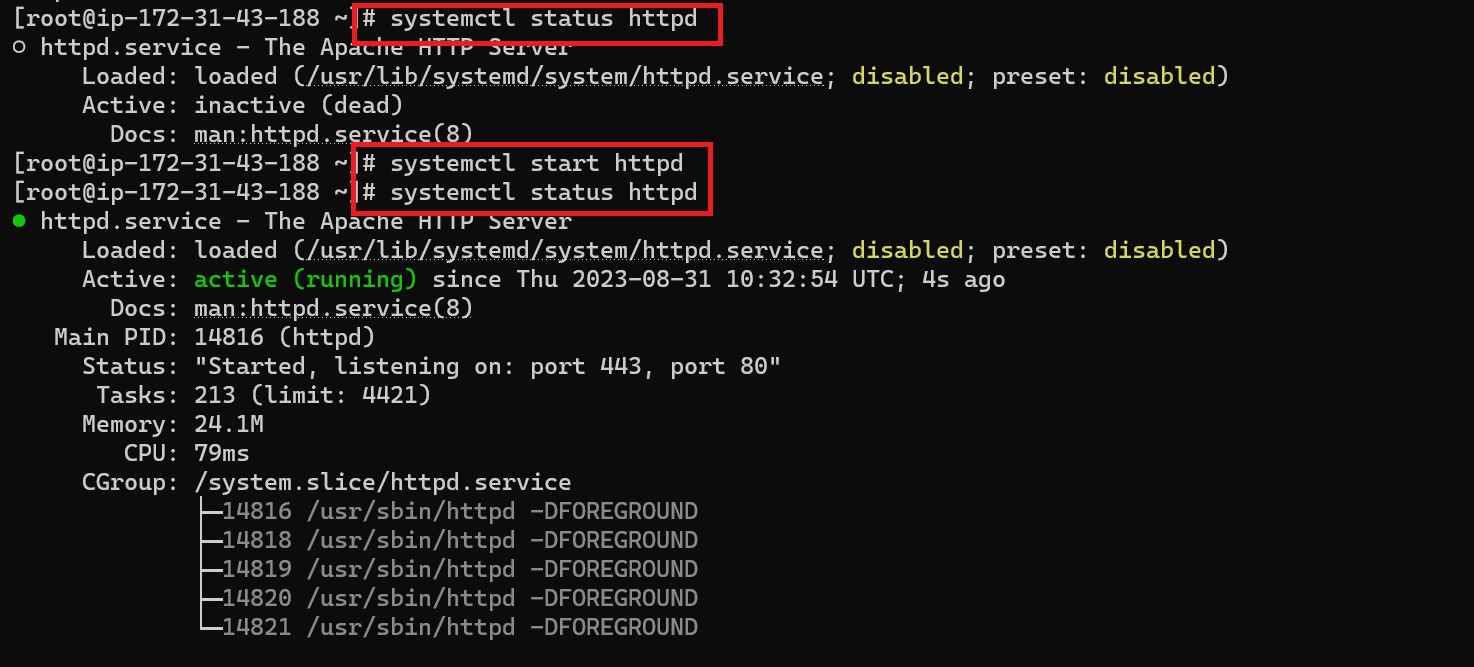 [root@ip-172-31-43-188 ~]# systemctl status httpd
○ httpd.service - The Apache HTTP Server
     Loaded: loaded (/usr/lib/systemd/system/httpd.service; disabled; preset: disabled)
     Active: inactive (dead)
       Docs: man:httpd.service(8)
[root@ip-172-31-43-188 ~]# systemctl start httpd
[root@ip-172-31-43-188 ~]# systemctl status httpd
● httpd.service - The Apache HTTP Server
     Loaded: loaded (/usr/lib/systemd/system/httpd.service; disabled; preset: disabled)
     Active: active (running) since Thu 2023-08-31 10:32:54 UTC; 4s ago
       Docs: man:httpd.service(8)
   Main PID: 14816 (httpd)
     Status: "Started, listening on: port 443, port 80"
      Tasks: 213 (limit: 4421)
     Memory: 24.1M
        CPU: 79ms
     CGroup: /system.slice/httpd.service
             ├─14816 /usr/sbin/httpd -DFOREGROUND
             ├─14818 /usr/sbin/httpd -DFOREGROUND
             ├─14819 /usr/sbin/httpd -DFOREGROUND
             ├─14820 /usr/sbin/httpd -DFOREGROUND
             └─14821 /usr/sbin/httpd -DFOREGROUND